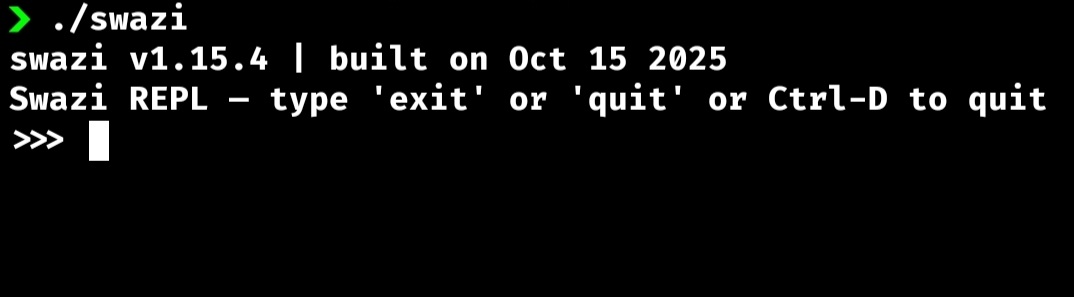 ❯ ./swazi
swazi v1.15.4 | built on Oct 15 2025
Swazi REPL — type 'exit' or 'quit' or Ctrl-D to quit
>>>